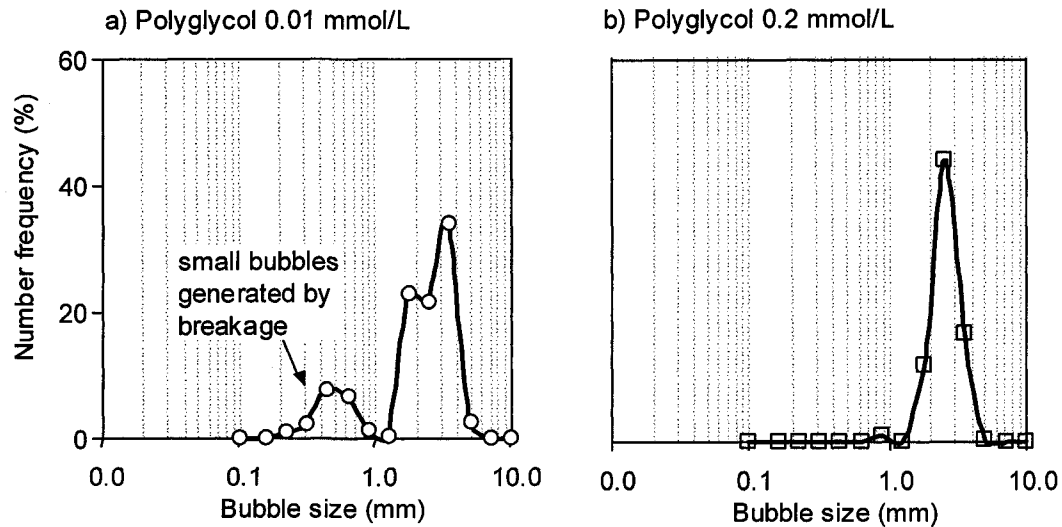 a) Polyglycol 0.01 mmol/L
b) Polyglycol 0.2 mmol/L
Number frequency (%)
60
40
20
0
small bubbles
generated by
breakage
0.0 0.1 1.0 10.0
Bubble size (mm)
0.0 0.1 1.0 10.0
Bubble size (mm)